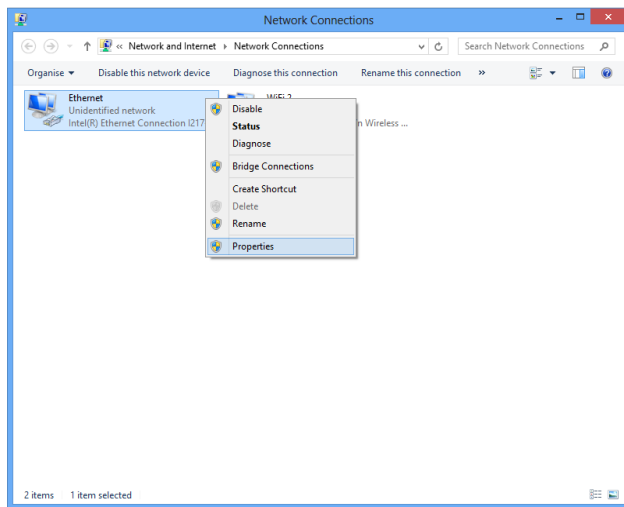 Network Connections
« Network and Internet Network Connections
Search Network Connections
Organise Disable this network device Diagnose this connection Rename this connection »
Ethernet
Unidentified network
Intel(R) Ethernet Connection I217
WiFi 2
n Wireless ...
Disable
Status
Diagnose
Bridge Connections
Create Shortcut
Delete
Rename
Properties
2 items 1 item selected